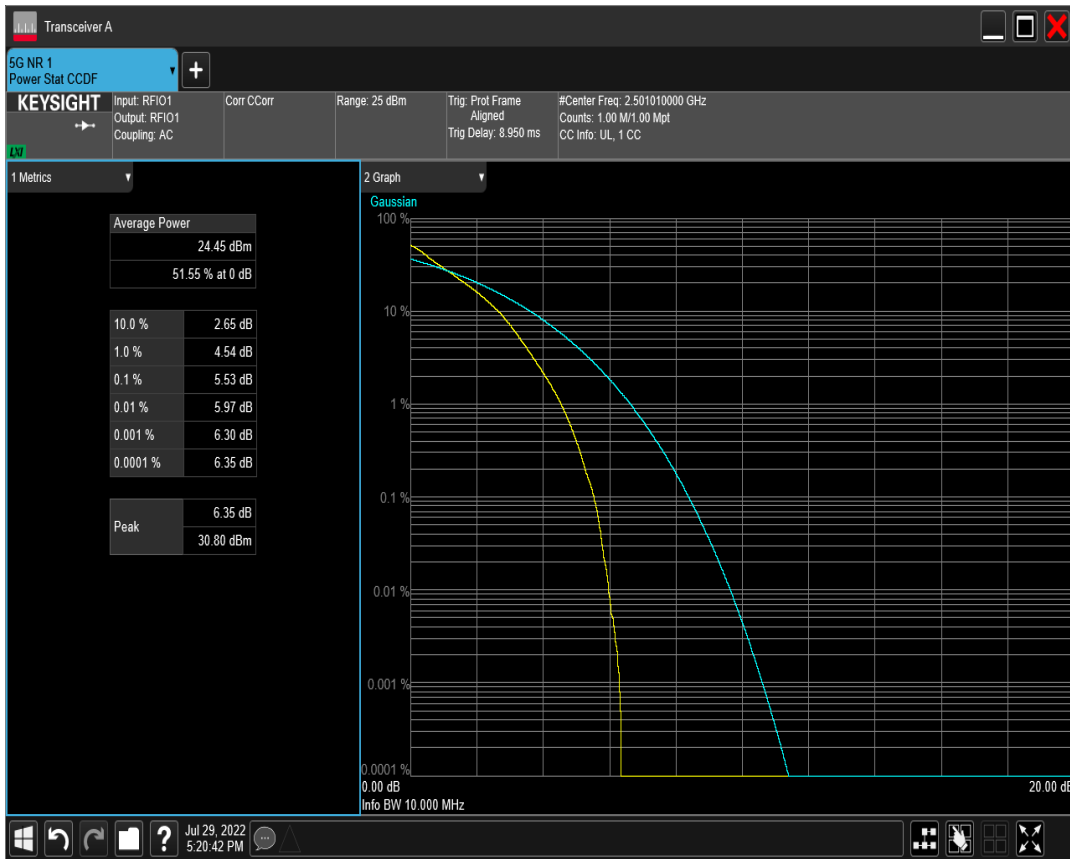 Transceiver A
5G NR 1
Power Stat CCDF
+
KEYSIGHT
LXI
Input: RFIO1
Output: RFIO1
Coupling: AC
Corr CCorr
Range: 25 dBm
Trig: Prot Frame
Aligned
Trig Delay: 8.950 ms
#Center Freq: 2.501010000 GHz
Counts: 1.00 M/1.00 Mpt
CC Info: UL, 1 CC
1 Metrics
Average Power
24.45 dBm
51.55 % at 0 dB
10.0 % 2.65 dB
1.0 % 4.54 dB
0.1 % 5.53 dB
0.01 % 5.97 dB
0.001 % 6.30 dB
0.0001 % 6.35 dB
Peak
6.35 dB
30.80 dBm
2 Graph
Gaussian
100 %
10 %
1 %
0.1 %
0.01 %
0.001 %
0.0001 %
0.00 dB 20.00 dB
Info BW 10.000 MHz
?
Jul 29, 2022
5:20:42 PM